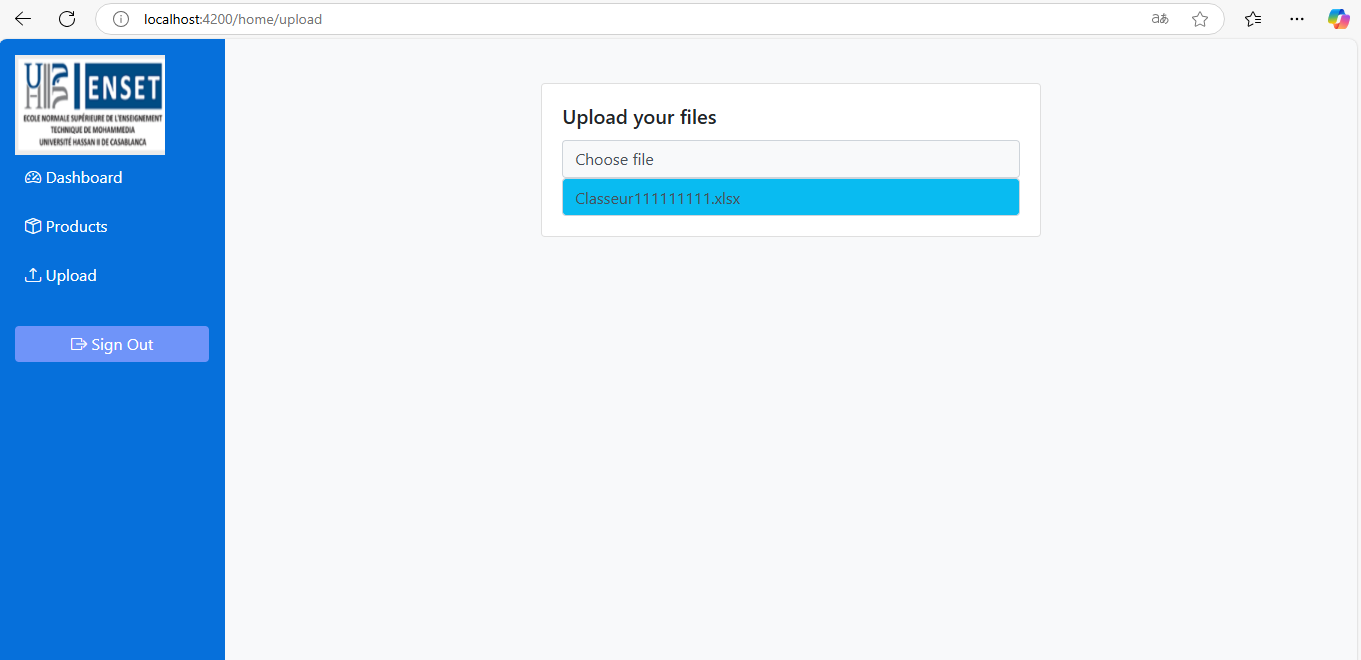 localhost:4200/home/upload
ENSET
ECOLE NORMALE SUPÉRIEURE DE L'ENSEIGNEMENT
TECHNIQUE DE MOHAMMEDIA
UNIVERSITÉ HASSAN II DE CASABLANCA
Dashboard
Products
Upload
Sign Out
Upload your files
Choose file
Classeur111111111.xlsx